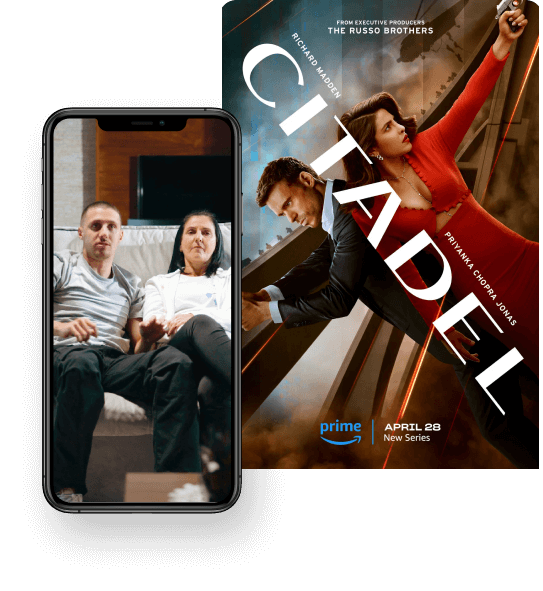 FROM EXECUTIVE PRODUCERS
THE RUSSO BROTHERS
RICHARD MADDEN
CITADEL
PRIYANKA CHOPRA JONAS
prime
APRIL 28
New Series